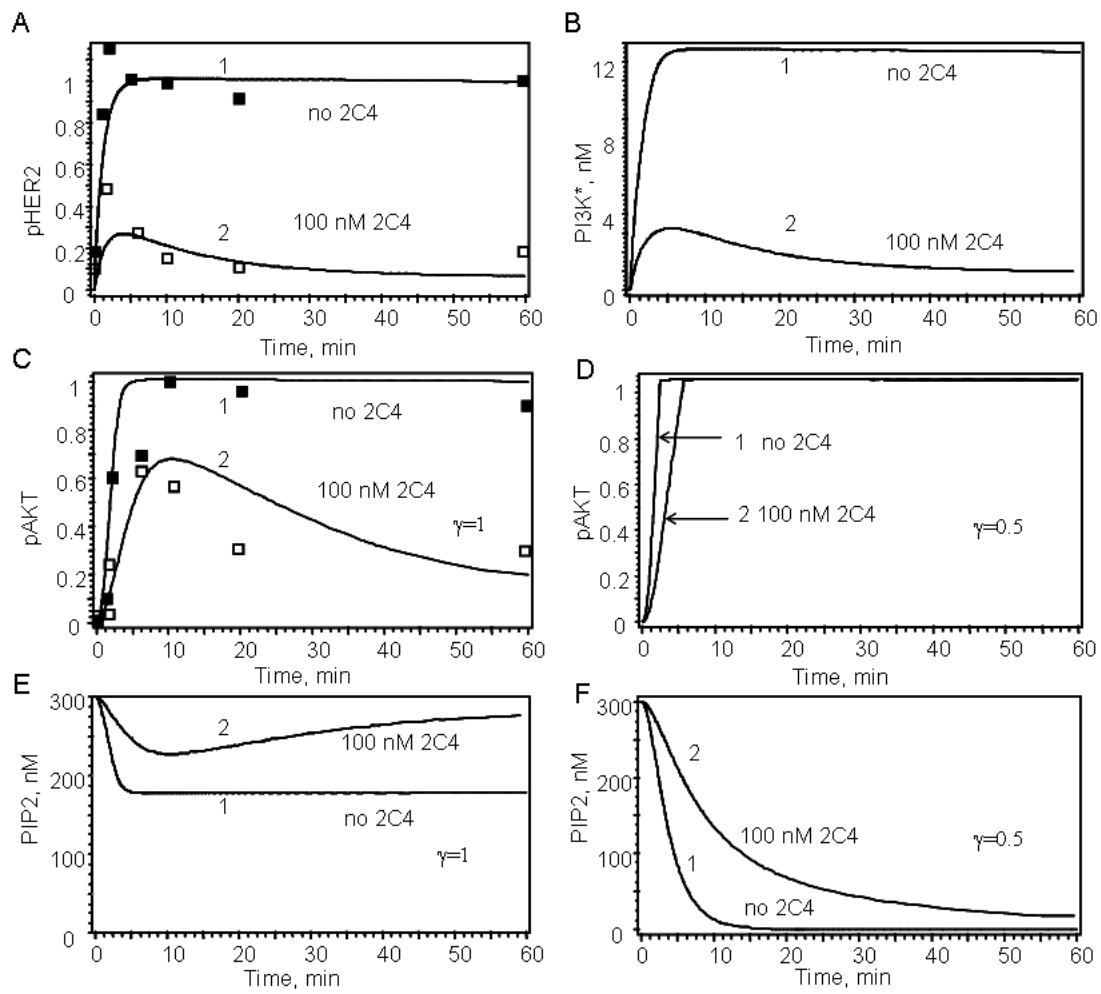 A
pHER2
1
0.8
0.6
0.4
0.2
0
1
no 2C4
100 nM 2C4
2
0 10 20 30 40 50 60
Time, min
B
PI3K*, nM
12
8
4
0
1
no 2C4
2
100 nM 2C4
0 10 20 30 40 50 60
Time, min
C
pAKT
1
0.8
0.6
0.4
0.2
0
1
no 2C4
2
100 nM 2C4
γ=1
0 10 20 30 40 50 60
Time, min
D
pAKT
1
0.8
0.6
0.4
0.2
0
1 no 2C4
2 100 nM 2C4
γ=0.5
0 10 20 30 40 50 60
Time, min
E
PIP2, nM
300
200
100
0
2
100 nM 2C4
1
no 2C4
γ=1
0 10 20 30 40 50 60
Time, min
F
PIP2, nM
300
200
100
0
2
100 nM 2C4
γ=0.5
1
no 2C4
0 10 20 30 40 50 60
Time, min